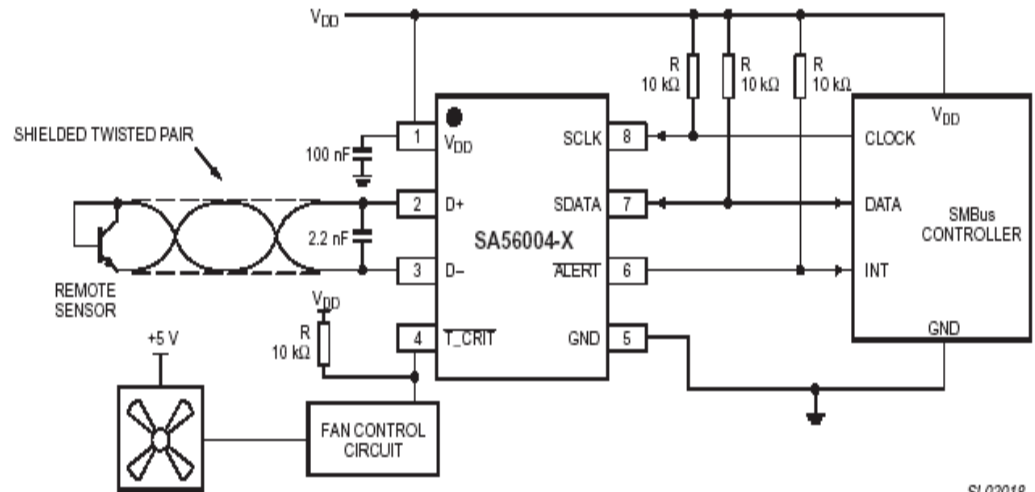 VDD
R
10 kΩ
R
10 kΩ
R
10 kΩ
SHIELDED TWISTED PAIR
100 nF
1
VDD
SCLK
8
VDD
CLOCK
2
D+
SDATA
7
DATA
2.2 nF
SA56004-X
SMBus
CONTROLLER
3
D–
ALERT
6
INT
REMOTE
SENSOR
VDD
R
10 kΩ
4
T_CRIT
GND
5
GND
+5 V
FAN CONTROL
CIRCUIT
SL02018